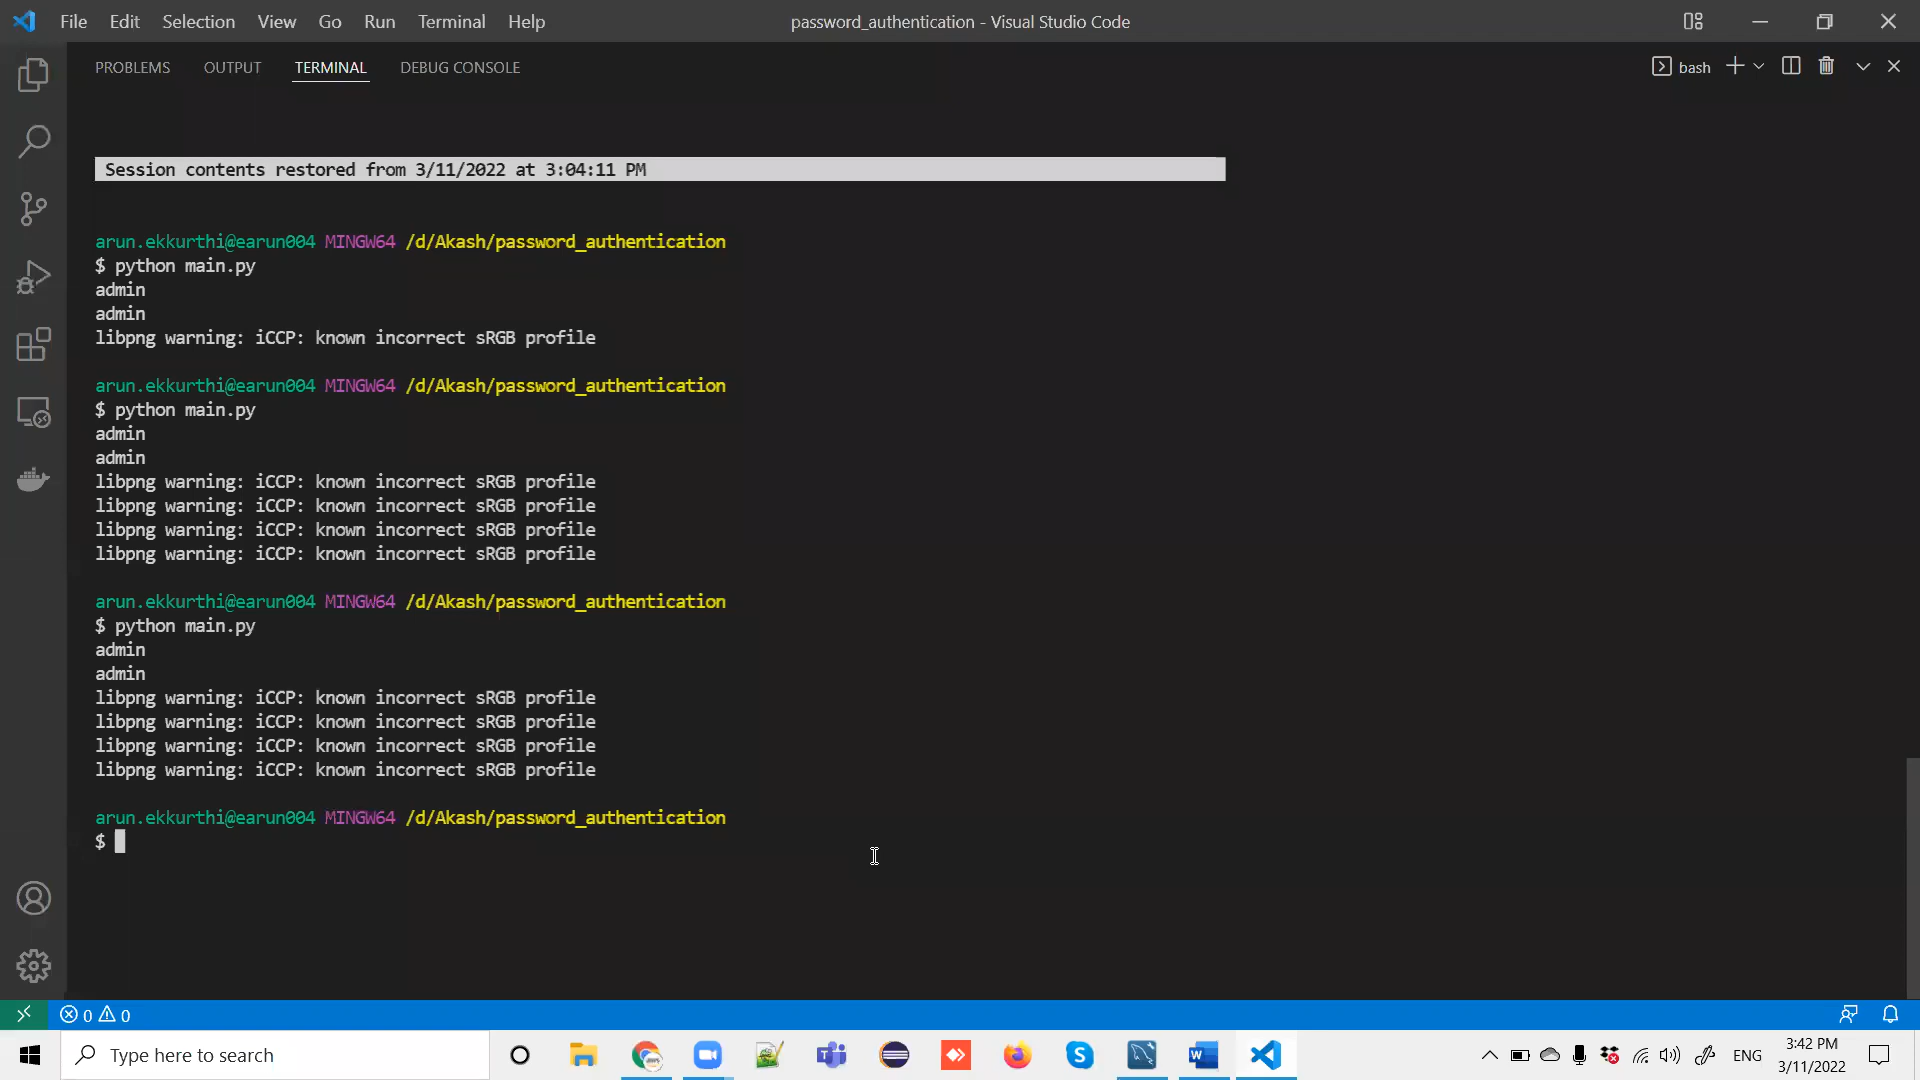 File Edit Selection View Go Run Terminal Help
password_authentication - Visual Studio Code
PROBLEMS OUTPUT TERMINAL DEBUG CONSOLE
bash
Session contents restored from 3/11/2022 at 3:04:11 PM
arun.ekkurthi@earun004 MINGW64 /d/Akash/password_authentication
$ python main.py
admin
admin
libpng warning: iCCP: known incorrect sRGB profile
arun.ekkurthi@earun004 MINGW64 /d/Akash/password_authentication
$ python main.py
admin
admin
libpng warning: iCCP: known incorrect sRGB profile
libpng warning: iCCP: known incorrect sRGB profile
libpng warning: iCCP: known incorrect sRGB profile
libpng warning: iCCP: known incorrect sRGB profile
arun.ekkurthi@earun004 MINGW64 /d/Akash/password_authentication
$ python main.py
admin
admin
libpng warning: iCCP: known incorrect sRGB profile
libpng warning: iCCP: known incorrect sRGB profile
libpng warning: iCCP: known incorrect sRGB profile
libpng warning: iCCP: known incorrect sRGB profile
arun.ekkurthi@earun004 MINGW64 /d/Akash/password_authentication
$
0 0
Type here to search
ENG
3:42 PM
3/11/2022